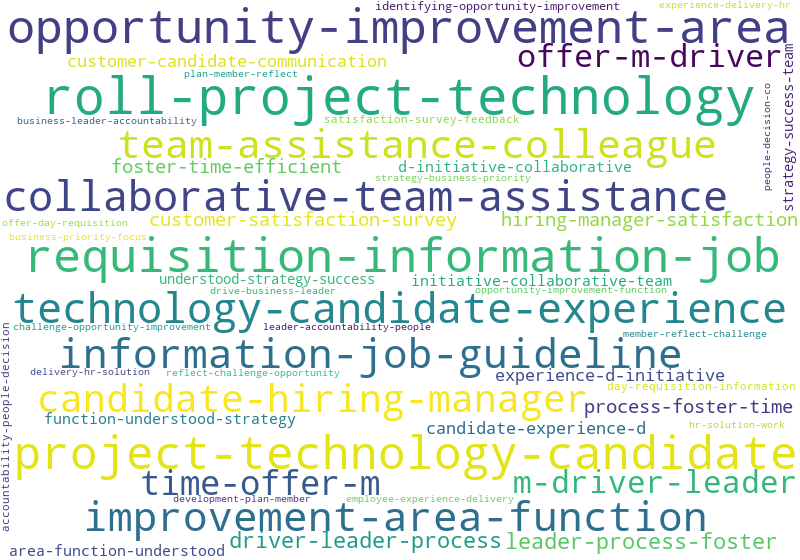 identifying-opportunity-improvement
experience-delivery-hr
opportunity-improvement-area
offer-m-driver
customer-candidate-communication
plan-member-reflect
roll-project-technology
strategy-success-team
people-decision-co
business-leader-accountability
satisfaction-survey-feedback
team-assistance-colleague
foster-time-efficient
d-initiative-collaborative
strategy-business-priority
collaborative-team-assistance
offer-day-requisition
customer-satisfaction-survey
hiring-manager-satisfaction
business-priority-focus
requisition-information-job
understood-strategy-success
initiative-collaborative-team
drive-business-leader
opportunity-improvement-function
technology-candidate-experience
challenge-opportunity-improvement
leader-accountability-people
member-reflect-challenge
accountability-people-decision
information-job-guideline
delivery-hr-solution
reflect-challenge-opportunity
experience-d-initiative
day-requisition-information
candidate-hiring-manager
process-foster-time
function-understood-strategy
candidate-experience-d
hr-solution-work
project-technology-candidate
time-offer-m
m-driver-leader
development-plan-member
employee-experience-delivery
improvement-area-function
driver-leader-process
leader-process-foster
area-function-understood